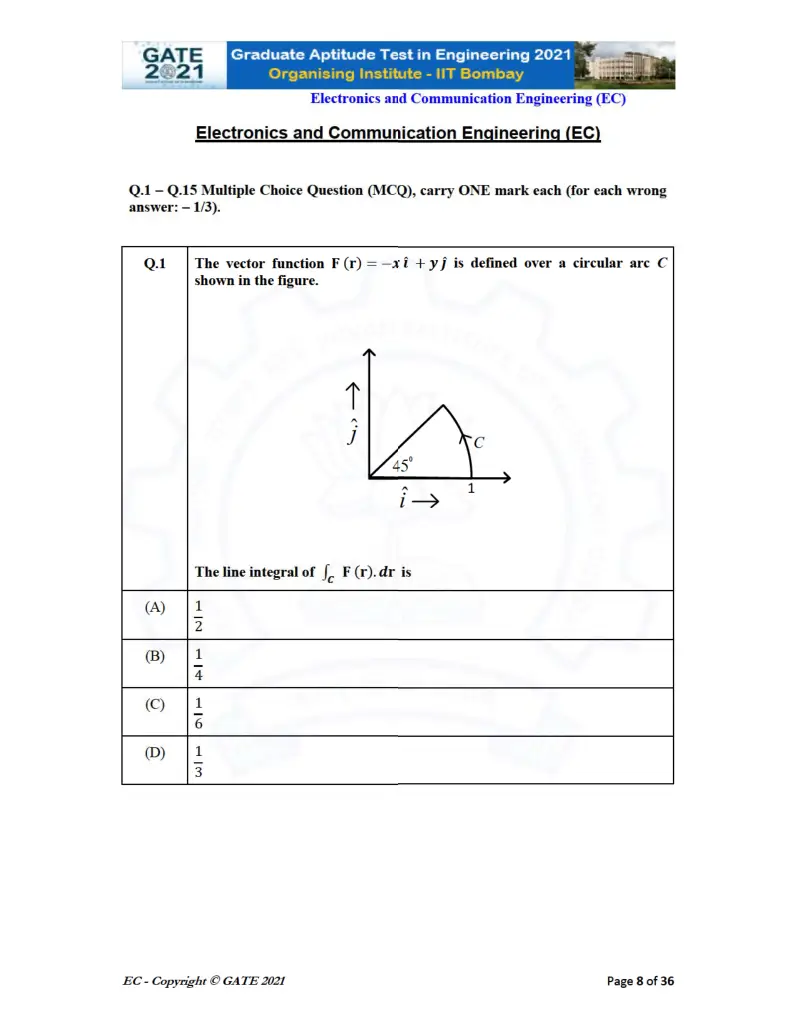 GATE 2021
Graduate Aptitude Test in Engineering 2021
Organising Institute - IIT Bombay
Electronics and Communication Engineering (EC)
Electronics and Communication Engineering (EC)
Q.1 – Q.15 Multiple Choice Question (MCQ), carry ONE mark each (for each wrong
answer: – 1/3).
Q.1 The vector function F (r) = −x î + y ĵ is defined over a circular arc C
shown in the figure.
ĵ
C
45⁰
1
î
The line integral of ∫_C F (r). dr is
(A) 1/2
(B) 1/4
(C) 1/6
(D) 1/3
EC - Copyright © GATE 2021 Page 8 of 36